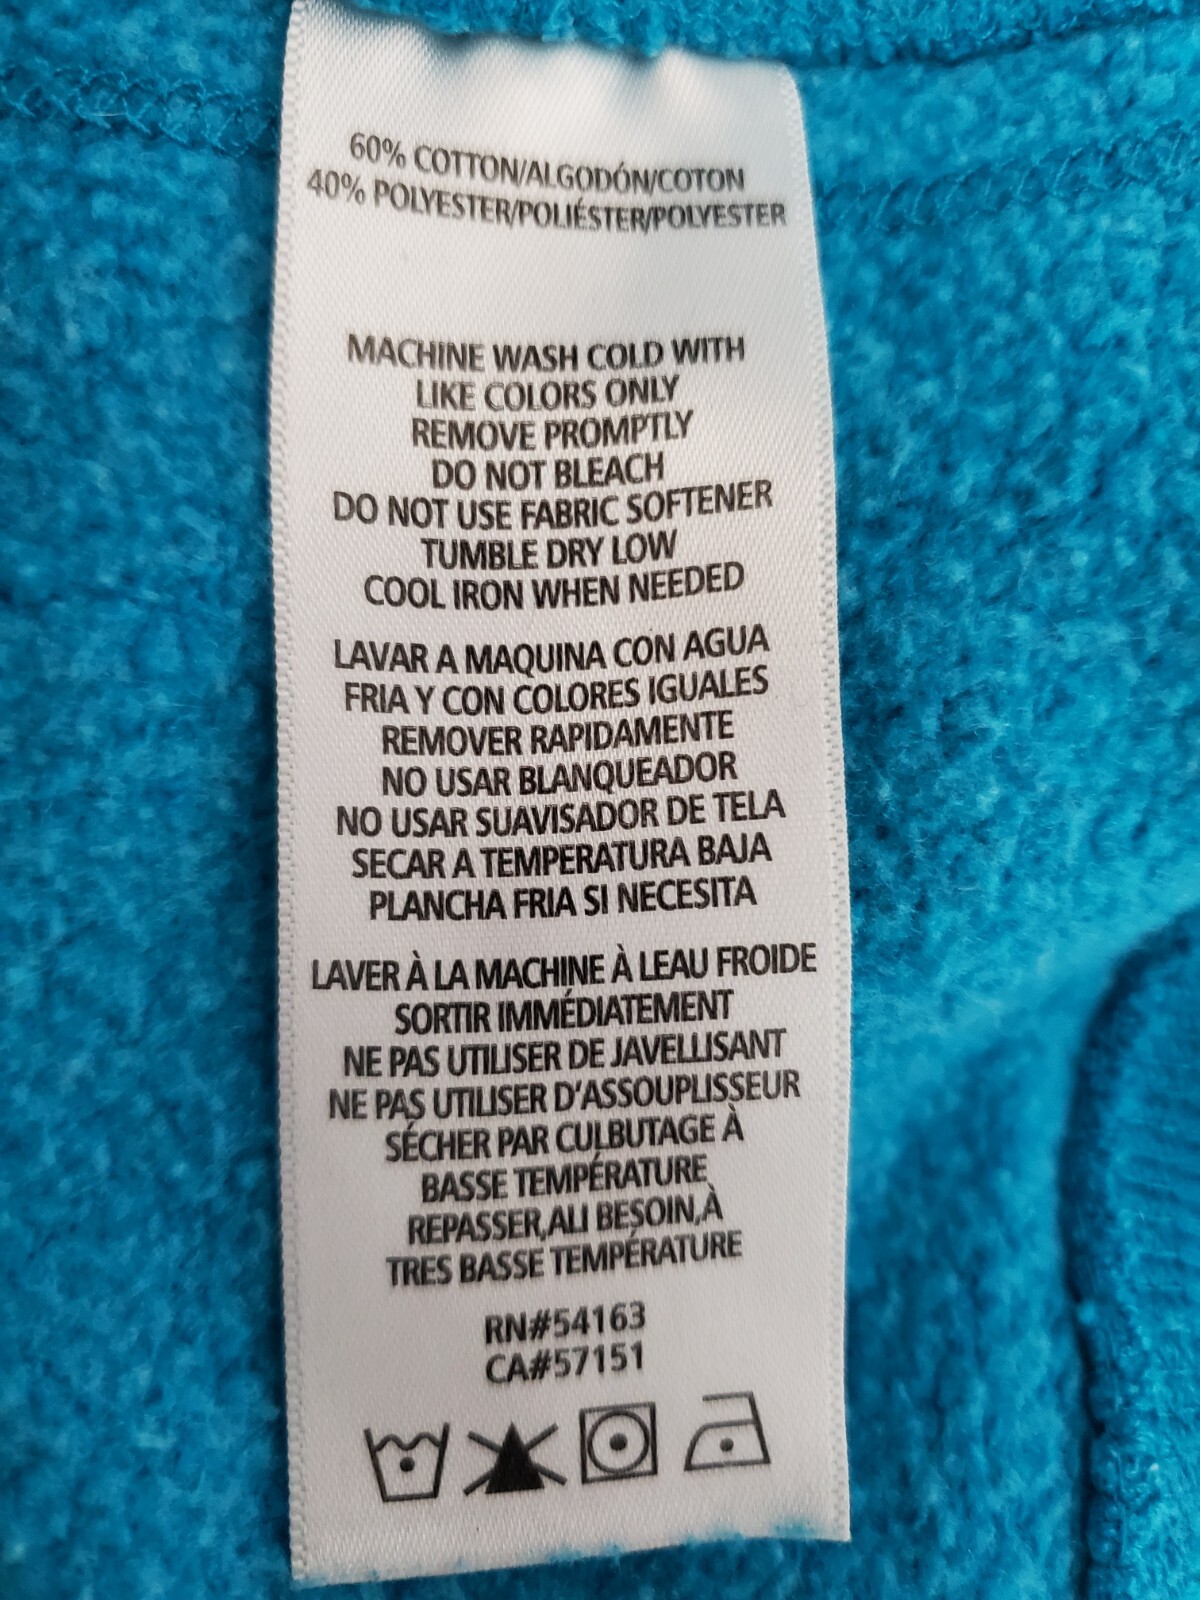 60% COTTON/ALGODÓN/COTON
40% POLYESTER/POLIÉSTER/POLYESTER
MACHINE WASH COLD WITH
LIKE COLORS ONLY
REMOVE PROMPTLY
DO NOT BLEACH
DO NOT USE FABRIC SOFTENER
TUMBLE DRY LOW
COOL IRON WHEN NEEDED
LAVAR A MAQUINA CON AGUA
FRIA Y CON COLORES IGUALES
REMOVER RAPIDAMENTE
NO USAR BLANQUEADOR
NO USAR SUAVISADOR DE TELA
SECAR A TEMPERATURA BAJA
PLANCHA FRIA SI NECESITA
LAVER À LA MACHINE À LEAU FROIDE
SORTIR IMMÉDIATEMENT
NE PAS UTILISER DE JAVELLISANT
NE PAS UTILISER D'ASSOUPLISSEUR
SÉCHER PAR CULBUTAGE À
BASSE TEMPÉRATURE
REPASSER,ALI BESOIN,À
TRES BASSE TEMPÉRATURE
RN#54163
CA#57151